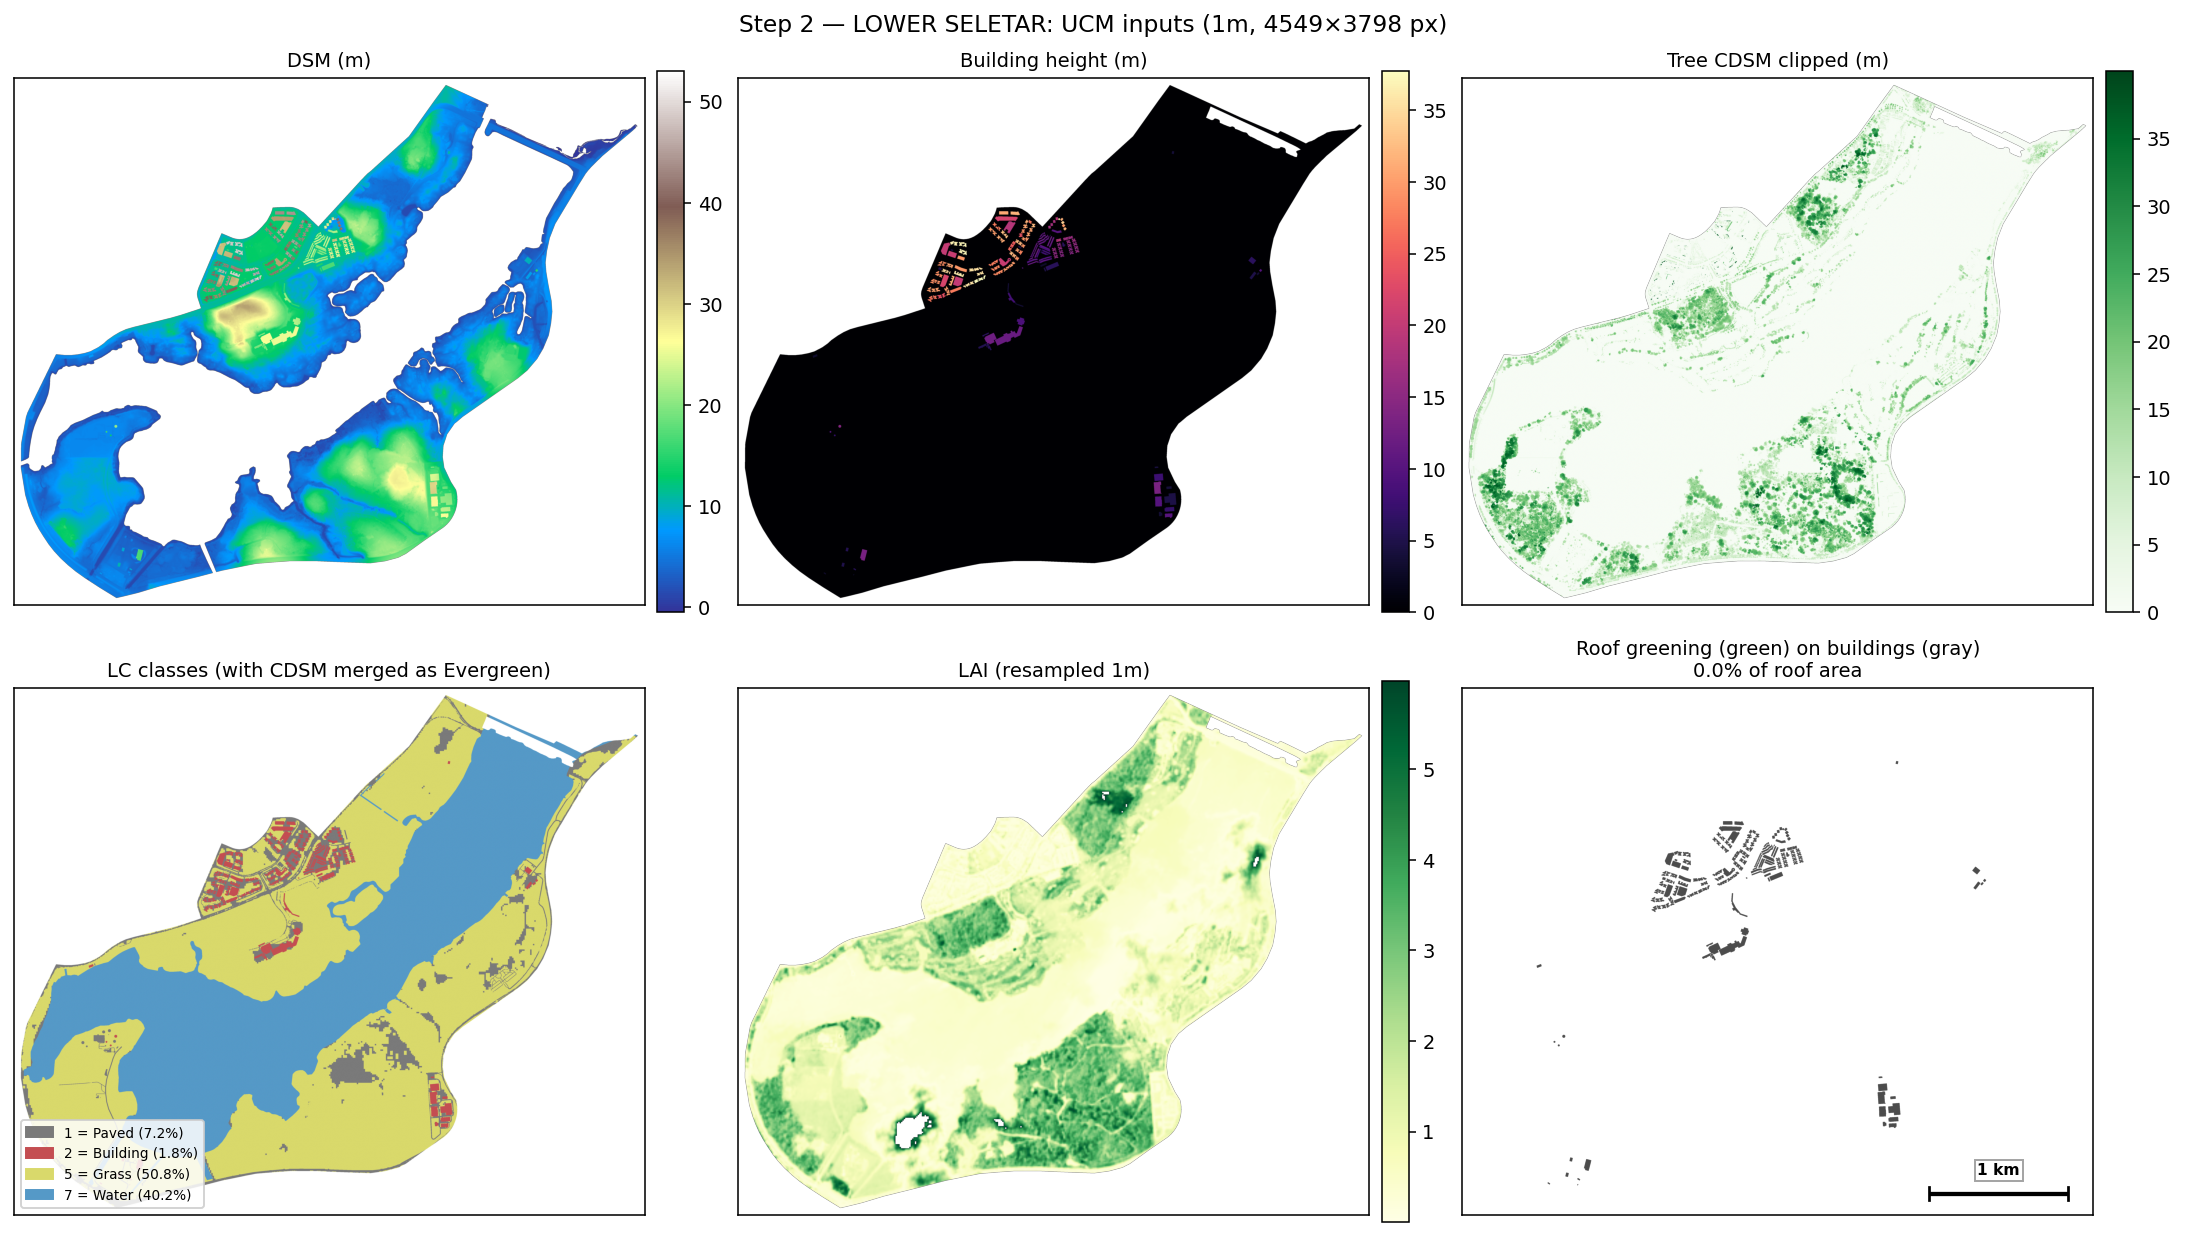 Step 2 — LOWER SELETAR: UCM inputs (1m, 4549×3798 px)
DSM (m)
50
40
30
20
10
0
Building height (m)
35
30
25
20
15
10
5
0
Tree CDSM clipped (m)
35
30
25
20
15
10
5
0
LC classes (with CDSM merged as Evergreen)
1 = Paved (7.2%)
2 = Building (1.8%)
5 = Grass (50.8%)
7 = Water (40.2%)
LAI (resampled 1m)
5
4
3
2
1
Roof greening (green) on buildings (gray)
0.0% of roof area
1 km